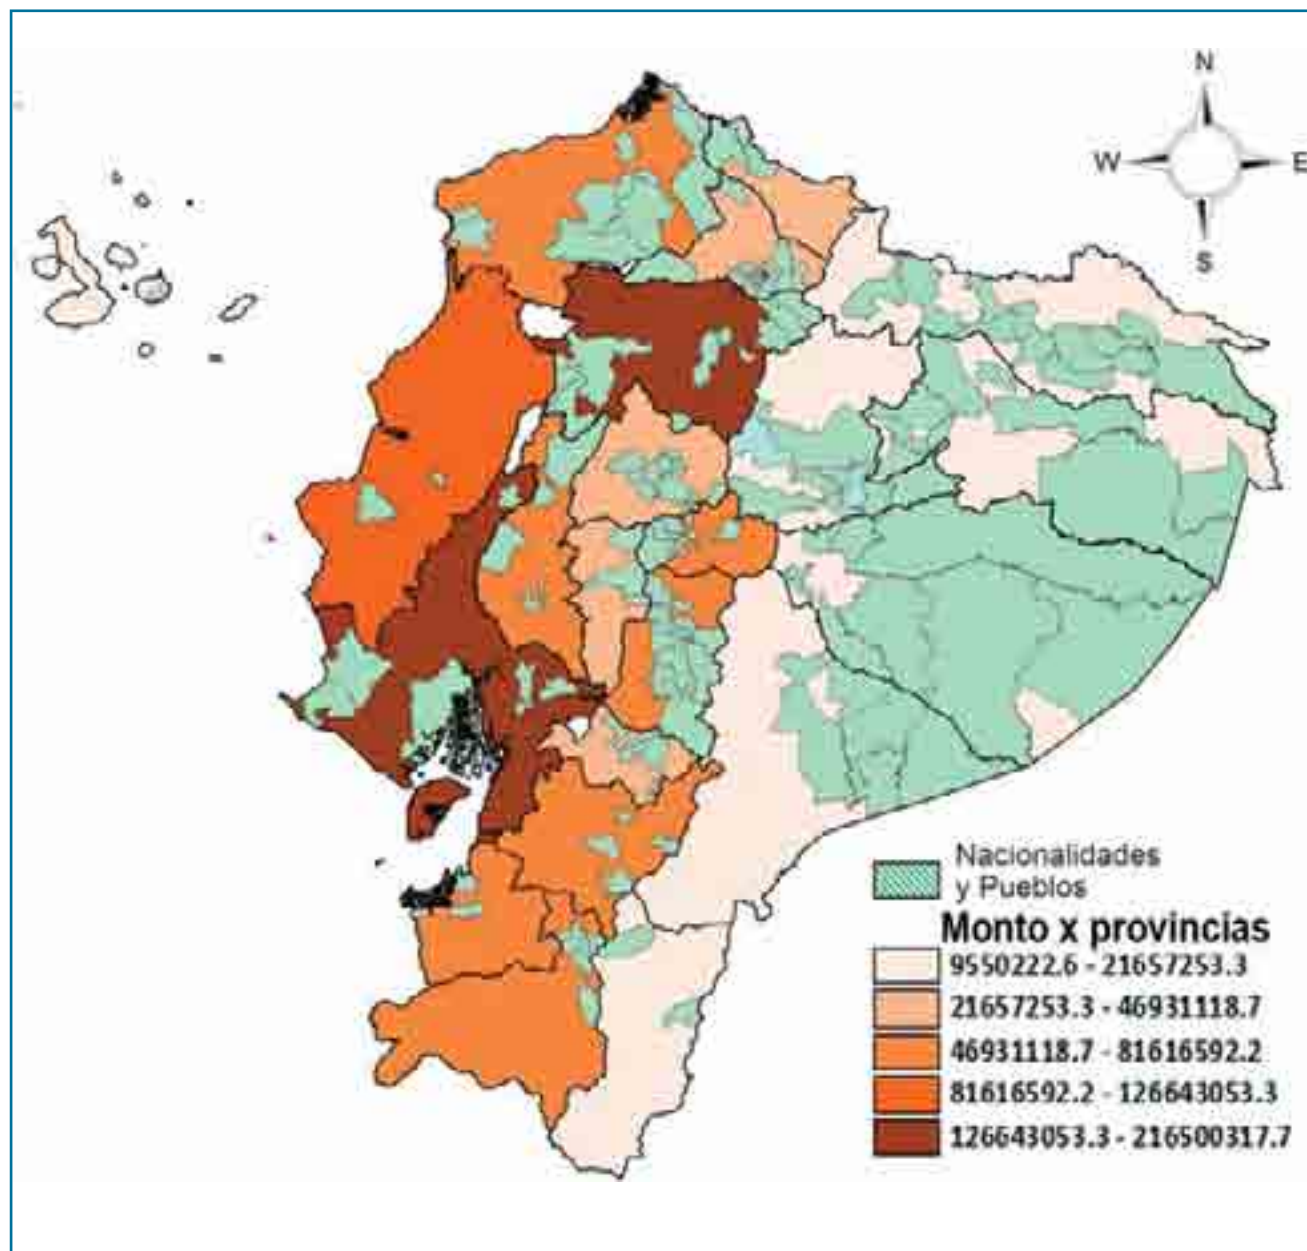 N
W
E
S
Nacionalidades
y Pueblos
Monto x provincias
9550222.6 - 21657253.3
21657253.3 - 46931118.7
46931118.7 - 81616592.2
81616592.2 - 126643053.3
126643053.3 - 216500317.7